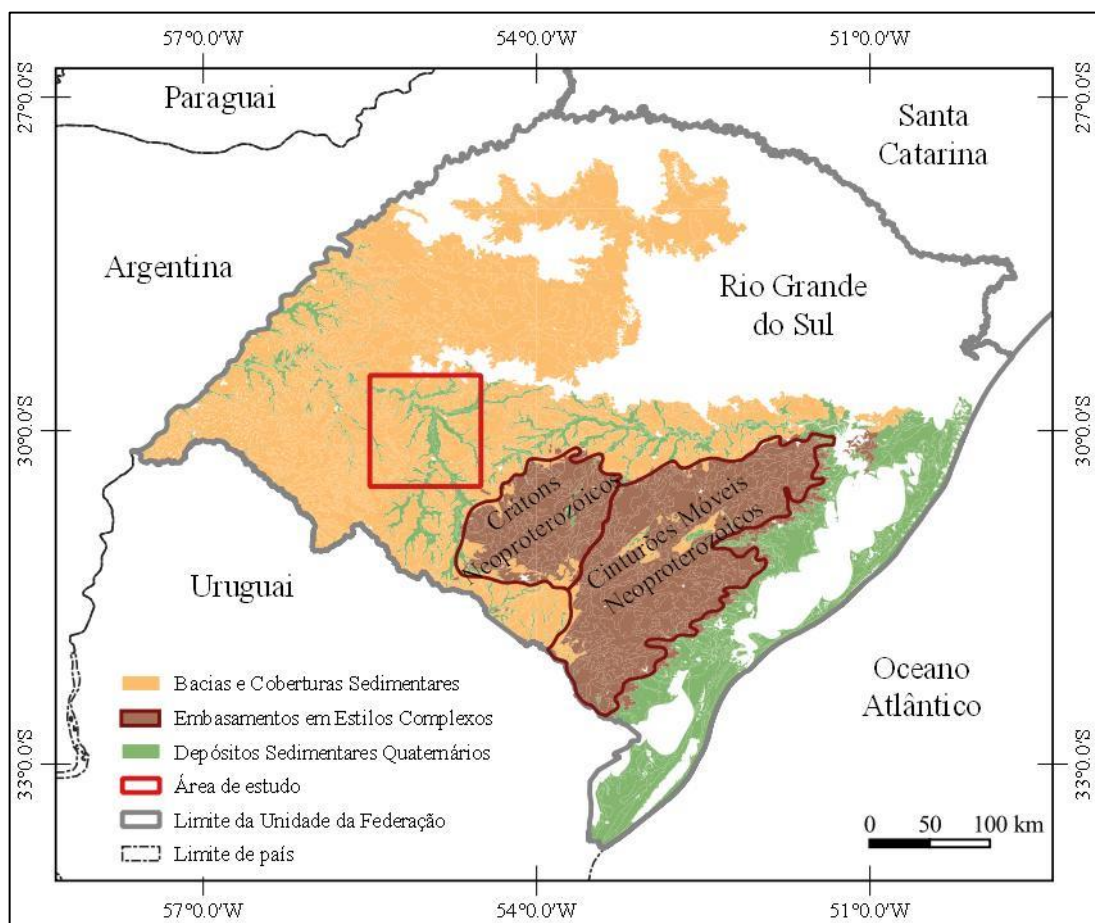 57°0.0'W
54°0.0'W
51°0.0'W
27°0.0'S
27°0.0'S
Paraguai
Santa
Catarina
Argentina
Rio Grande
do Sul
30°0.0'S
30°0.0'S
Cratons
Neoproterozoicos
Cinturões Móveis
Neoproterozoicos
Uruguai
Oceano
Atlântico
Bacias e Coberturas Sedimentares
Embasamentos em Estilos Complexos
Depósitos Sedimentares Quaternários
Área de estudo
Limite da Unidade da Federação
Limite de país
33°0.0'S
33°0.0'S
0 50 100 km
57°0.0'W
54°0.0'W
51°0.0'W